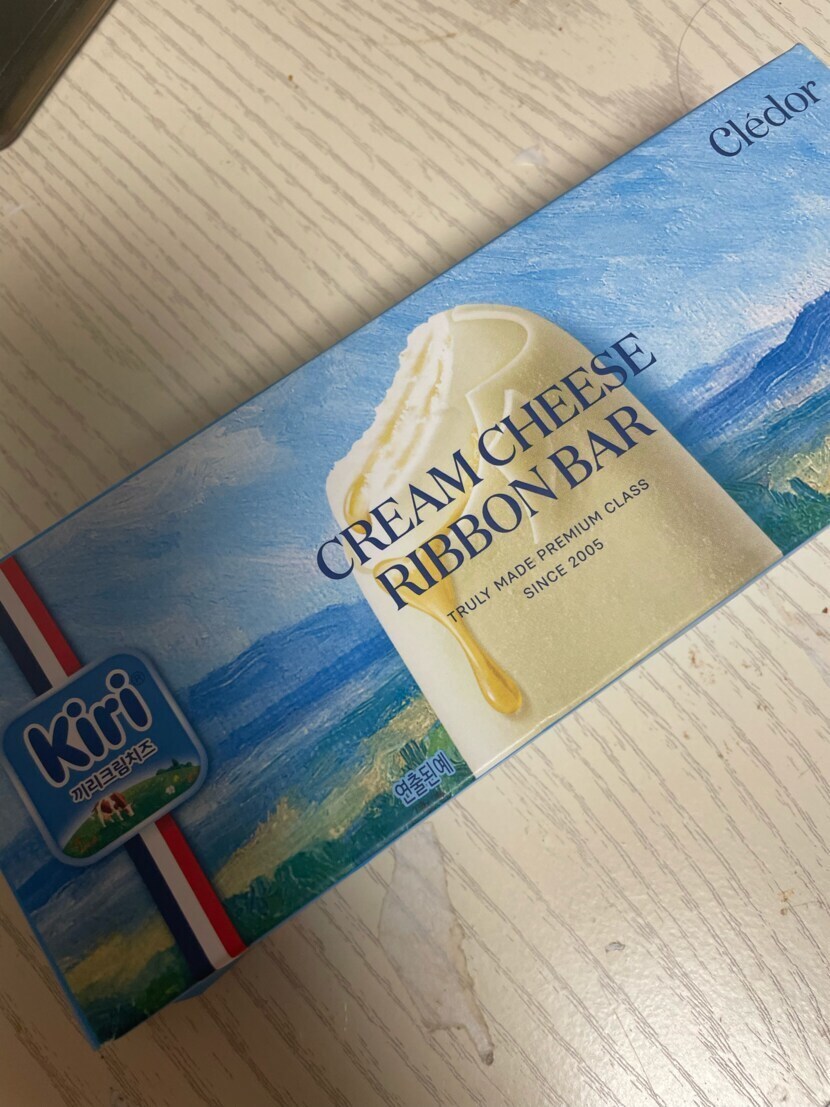 Clédor
CREAM CHEESE
RIBBON BAR
TRULY MADE PREMIUM CLASS
SINCE 2005
Kiri®
끼리크림치즈
연출된 예